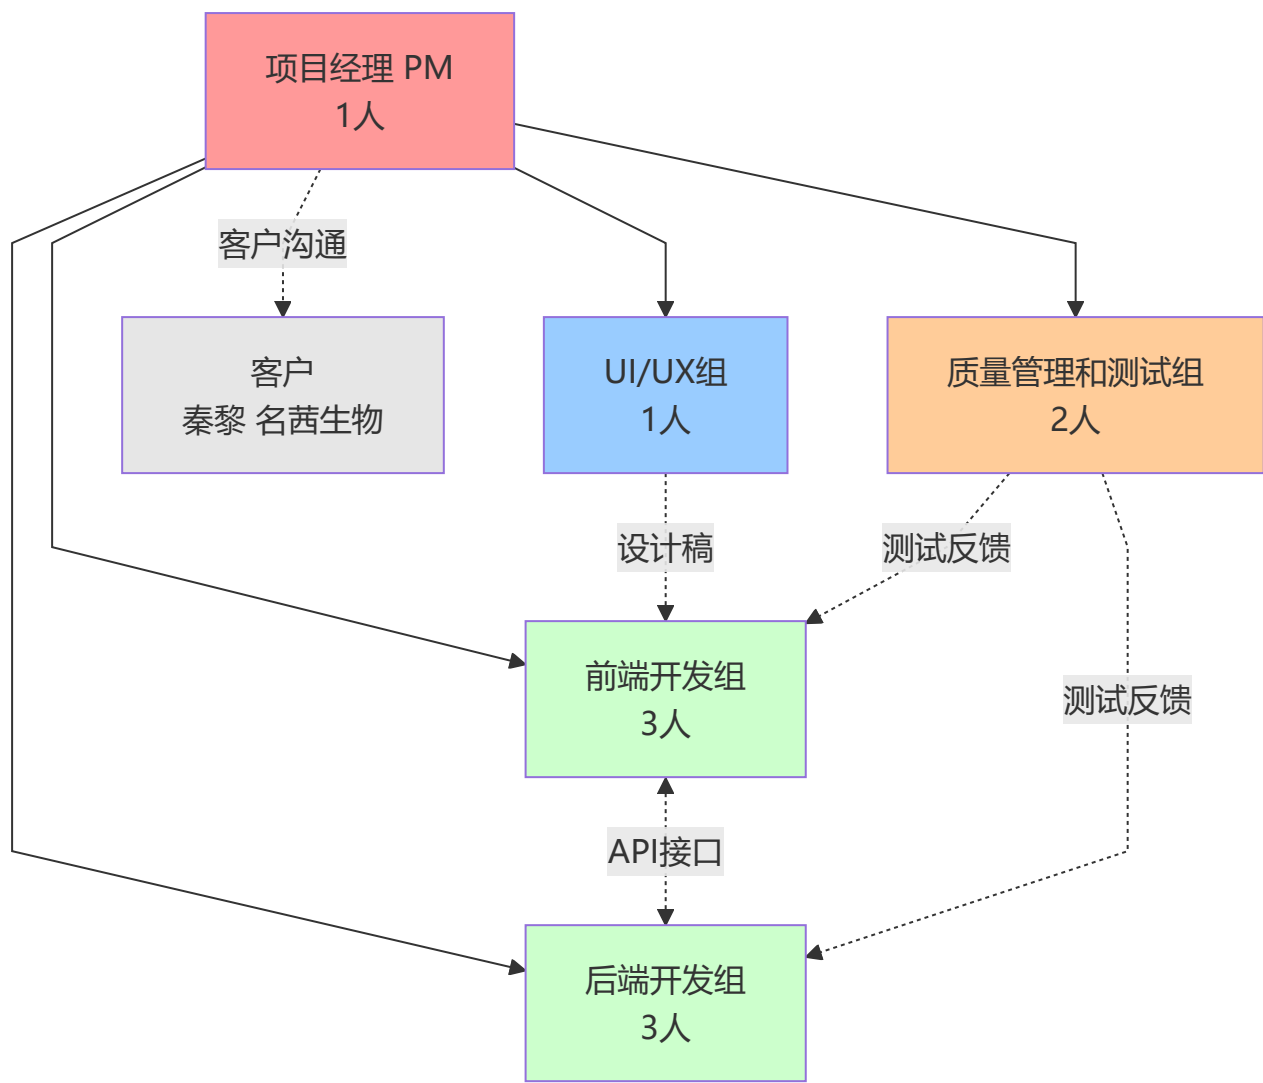 项目经理 PM
1人
客户沟通
客户
秦黎 名茜生物
UI/UX组
1人
质量管理和测试组
2人
设计稿
测试反馈
前端开发组
3人
测试反馈
API接口
后端开发组
3人